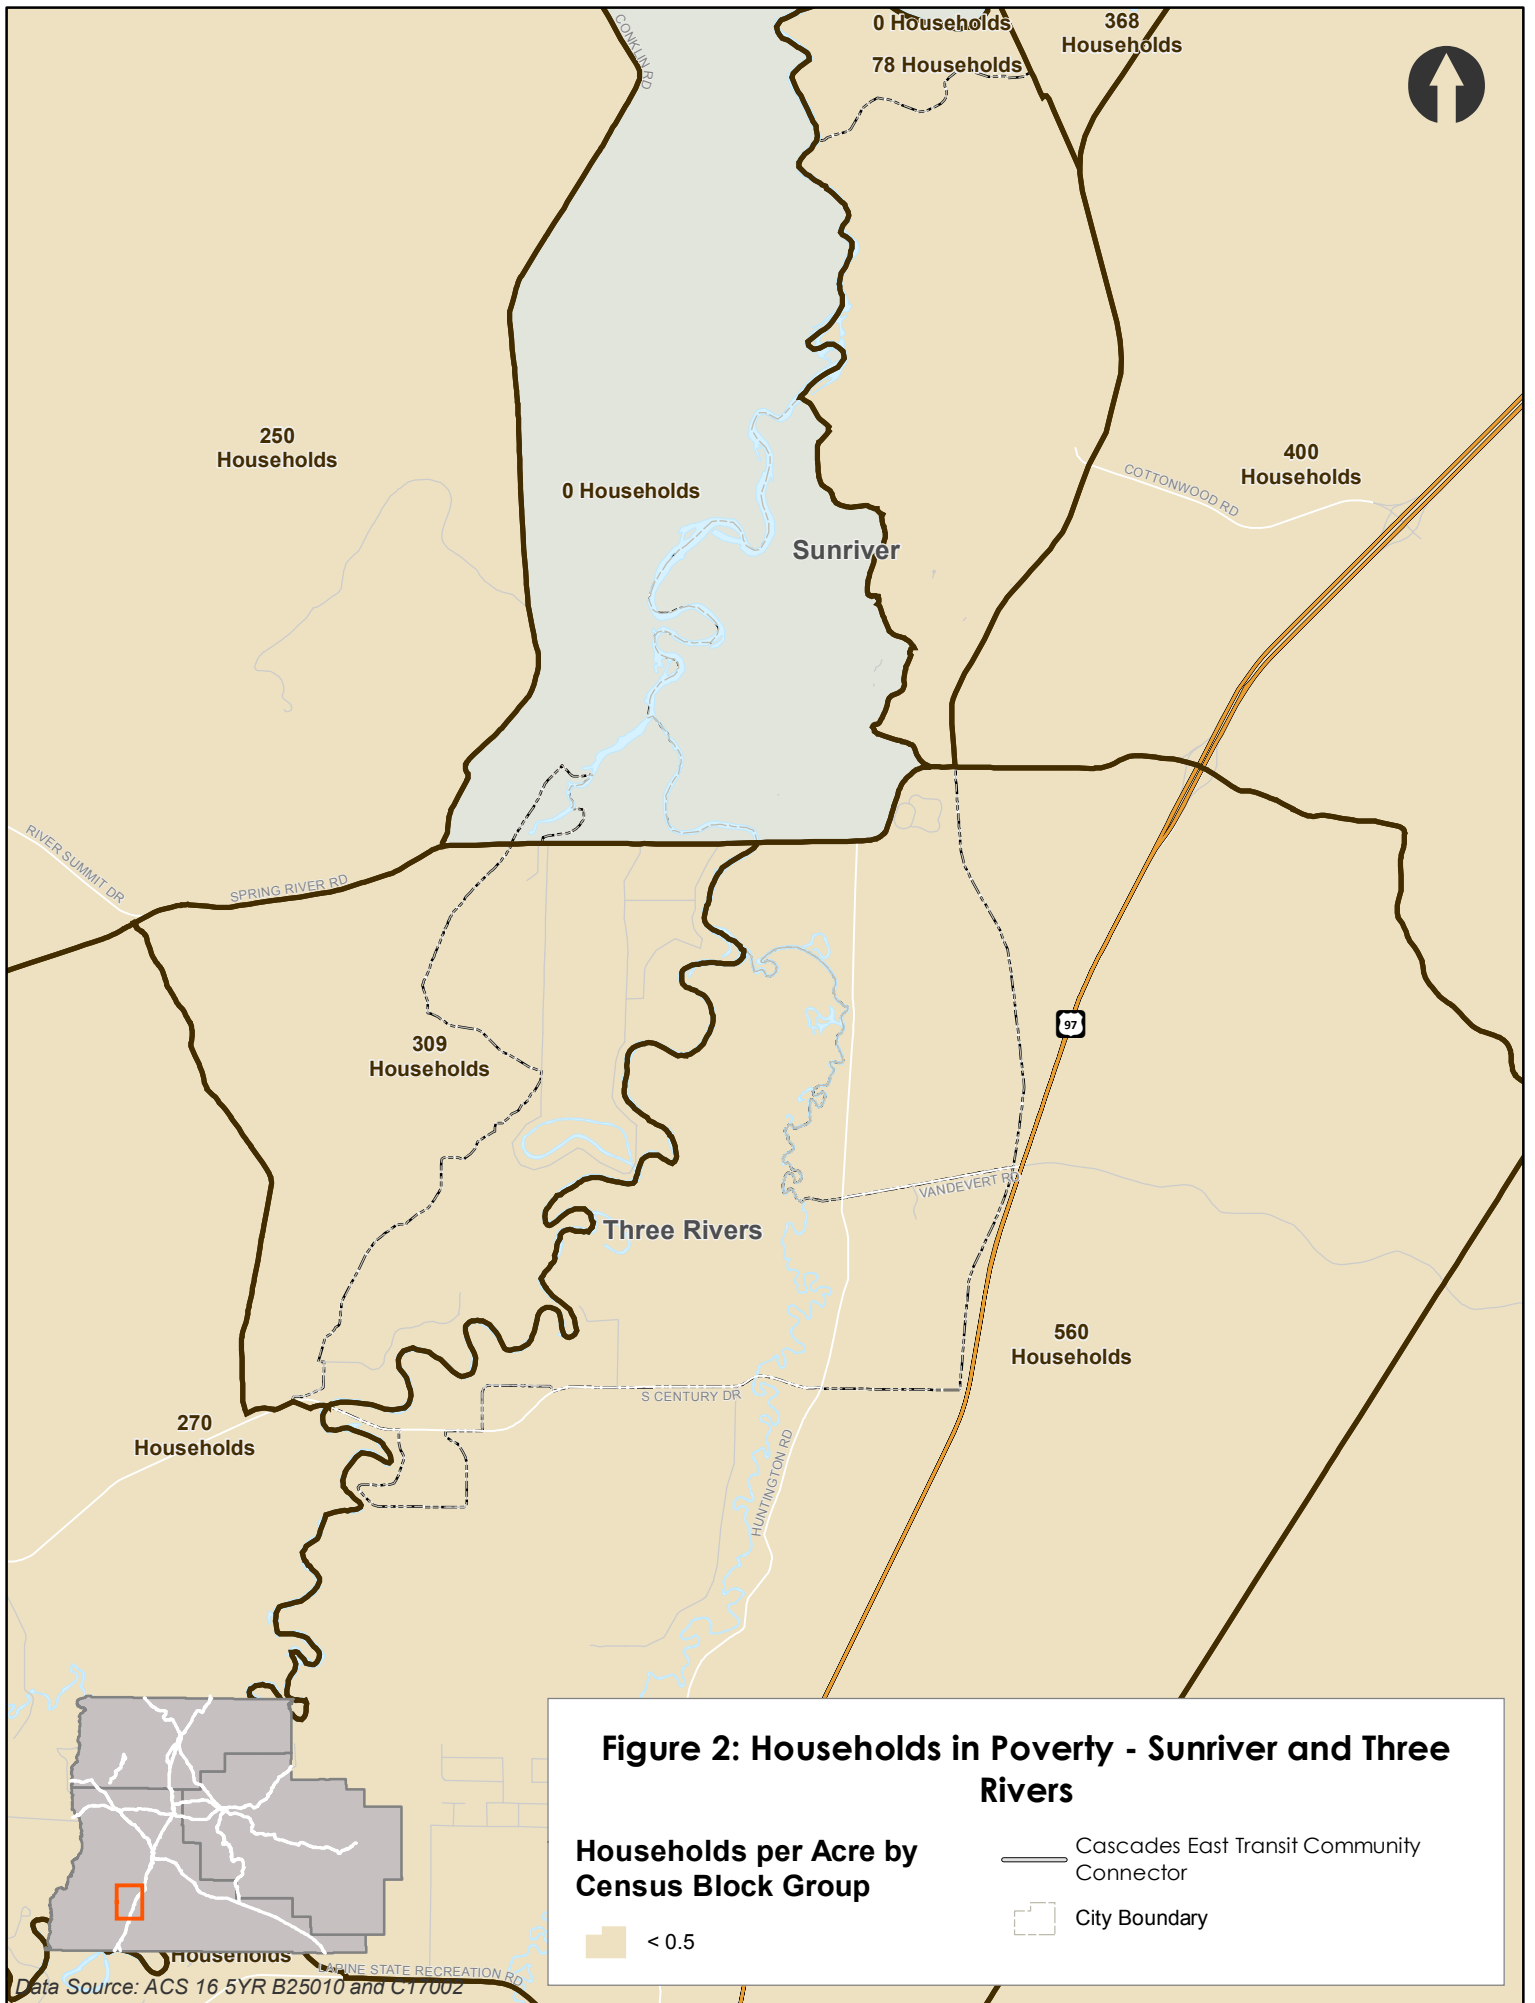 CONKLIN RD
0 Households
368
Households
78 Households
250
Households
0 Households
400
Households
COTTONWOOD RD
Sunriver
RIVER SUMMIT DR
SPRING RIVER RD
97
309
Households
VANDEVERT RD
Three Rivers
560
Households
S CENTURY DR
270
Households
HUNTINGTON RD
Figure 2: Households in Poverty - Sunriver and Three
Rivers
Households per Acre by
Census Block Group
< 0.5
Cascades East Transit Community
Connector
City Boundary
Households
LAPINE STATE RECREATION RD
Data Source: ACS 16 5YR B25010 and C17002